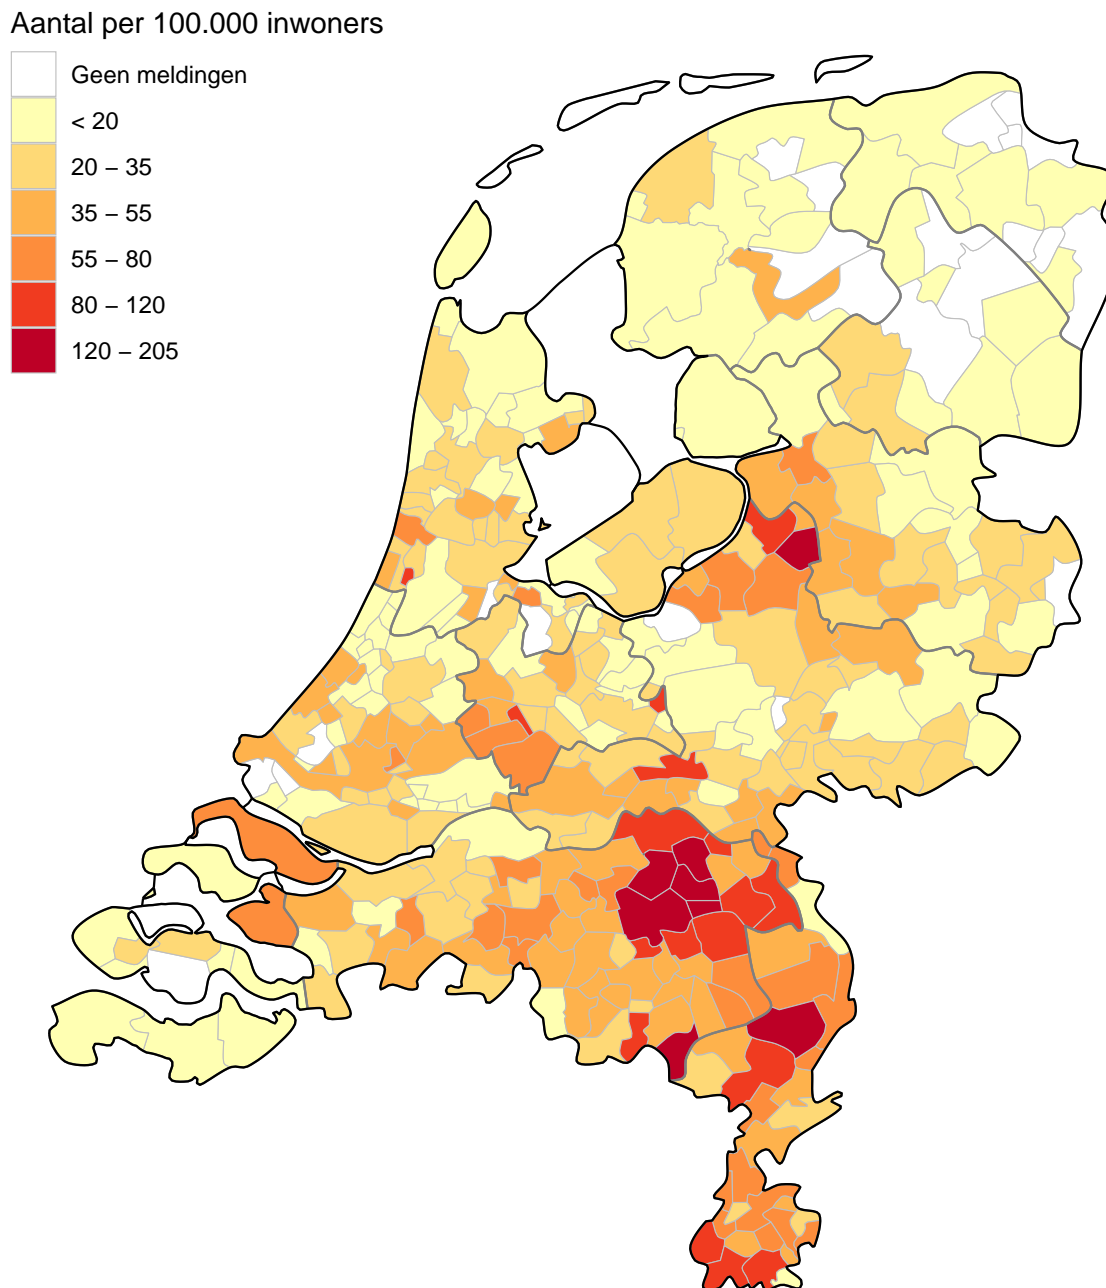 Aantal per 100.000 inwoners
Geen meldingen
< 20
20 – 35
35 – 55
55 – 80
80 – 120
120 – 205